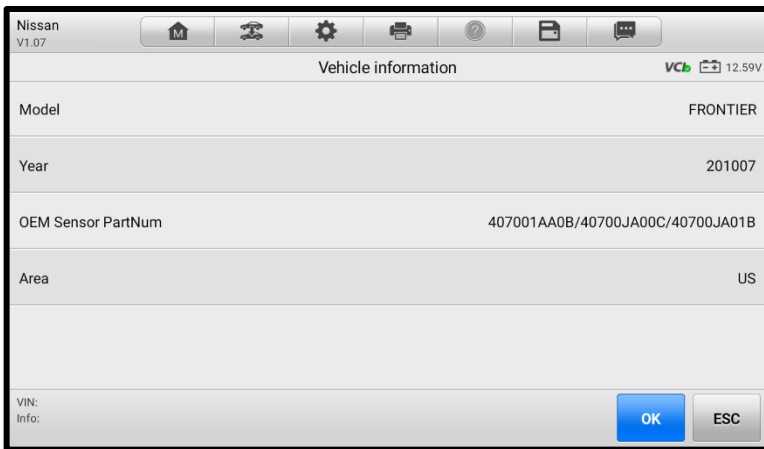 Nissan
V1.07
M
Vehicle information
VCI 12.59V
Model FRONTIER
Year 201007
OEM Sensor PartNum 407001AA0B/40700JA00C/40700JA01B
Area US
VIN:
Info:
OK ESC